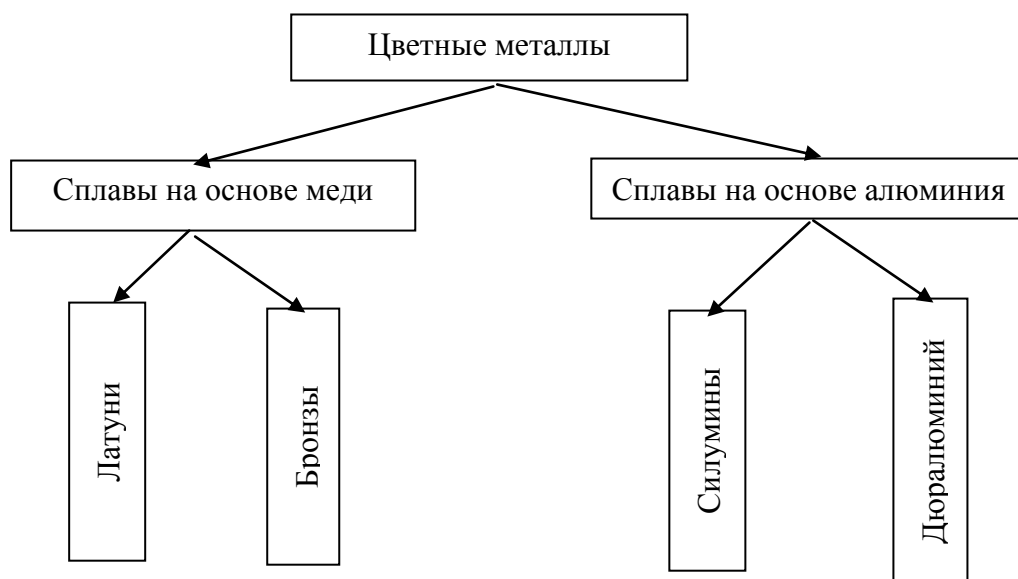 Цветные металлы
Сплавы на основе меди
Сплавы на основе алюминия
Латуни
Бронзы
Силумины
Дюралюминий